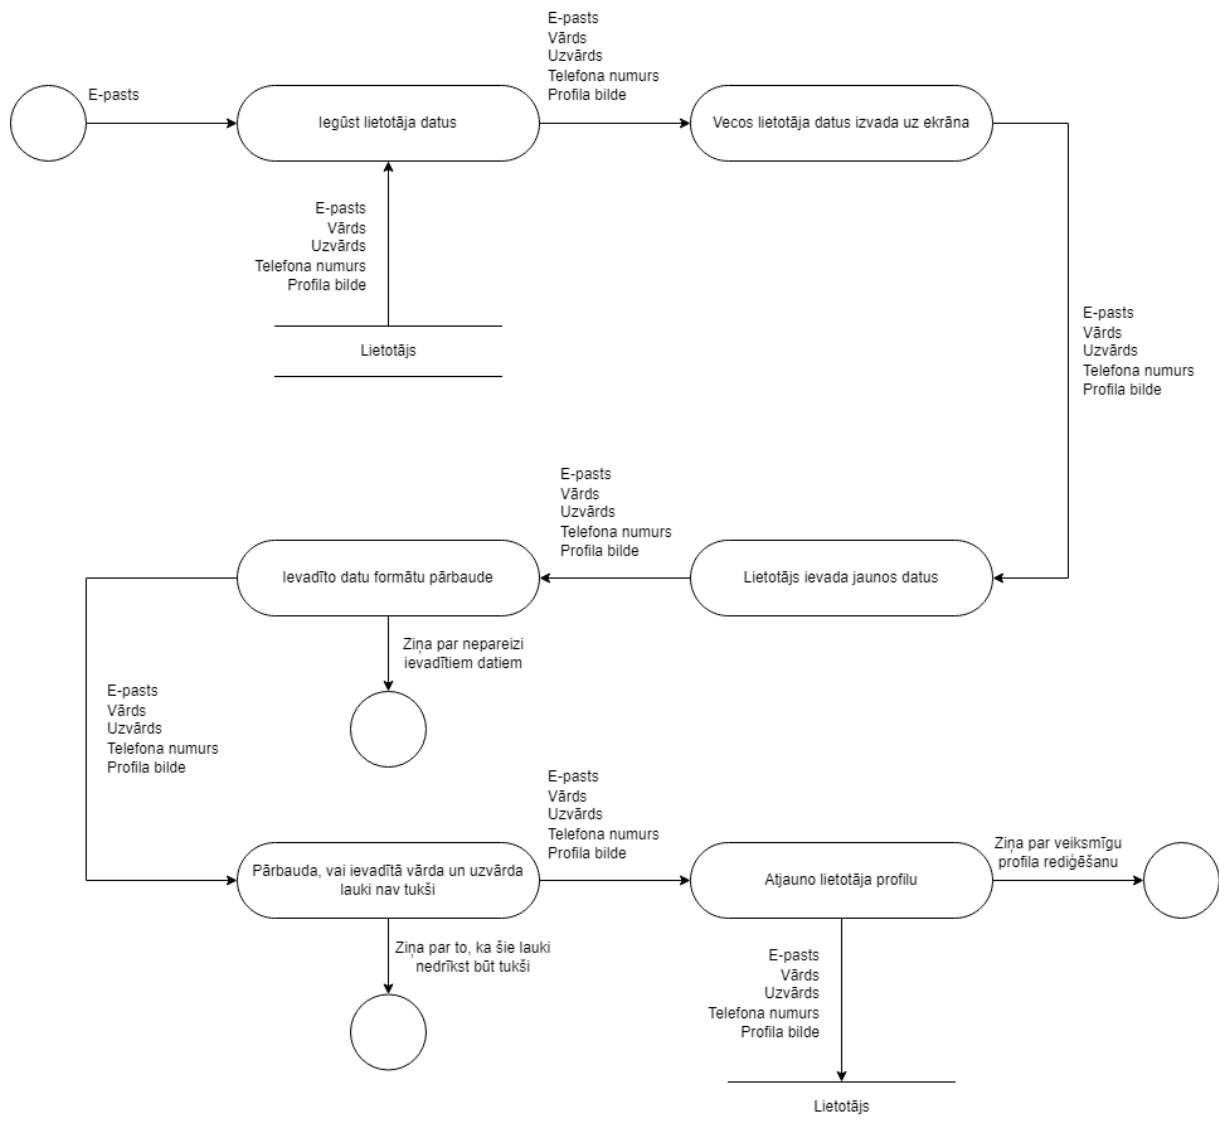 E-pasts
Iegūst lietotāja datus
E-pasts
Vārds
Uzvārds
Telefona numurs
Profila bilde
Vecos lietotāja datus izvada uz ekrāna
E-pasts
Vārds
Uzvārds
Telefona numurs
Profila bilde
Lietotājs
E-pasts
Vārds
Uzvārds
Telefona numurs
Profila bilde
Lietotājs ievada jaunos datus
E-pasts
Vārds
Uzvārds
Telefona numurs
Profila bilde
Ievadīto datu formātu pārbaude
Ziņa par nepareizi
ievadītiem datiem
E-pasts
Vārds
Uzvārds
Telefona numurs
Profila bilde
Pārbauda, vai ievadītā vārda un uzvārda
lauki nav tukši
Ziņa par to, ka šie lauki
nedrīkst būt tukši
E-pasts
Vārds
Uzvārds
Telefona numurs
Profila bilde
Atjauno lietotāja profilu
Ziņa par veiksmīgu
profila rediģēšanu
E-pasts
Vārds
Uzvārds
Telefona numurs
Profila bilde
Lietotājs